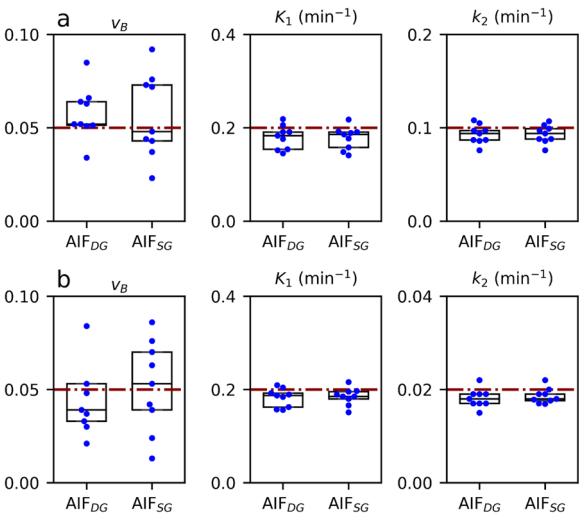 a
v_B
K_1 (min⁻¹)
k_2 (min⁻¹)
0.10
0.05
0.00
0.4
0.2
0.0
0.2
0.1
0.0
AIF_DG AIF_SG
AIF_DG AIF_SG
AIF_DG AIF_SG
b
v_B
K_1 (min⁻¹)
k_2 (min⁻¹)
0.10
0.05
0.00
0.4
0.2
0.0
0.04
0.02
0.00
AIF_DG AIF_SG
AIF_DG AIF_SG
AIF_DG AIF_SG